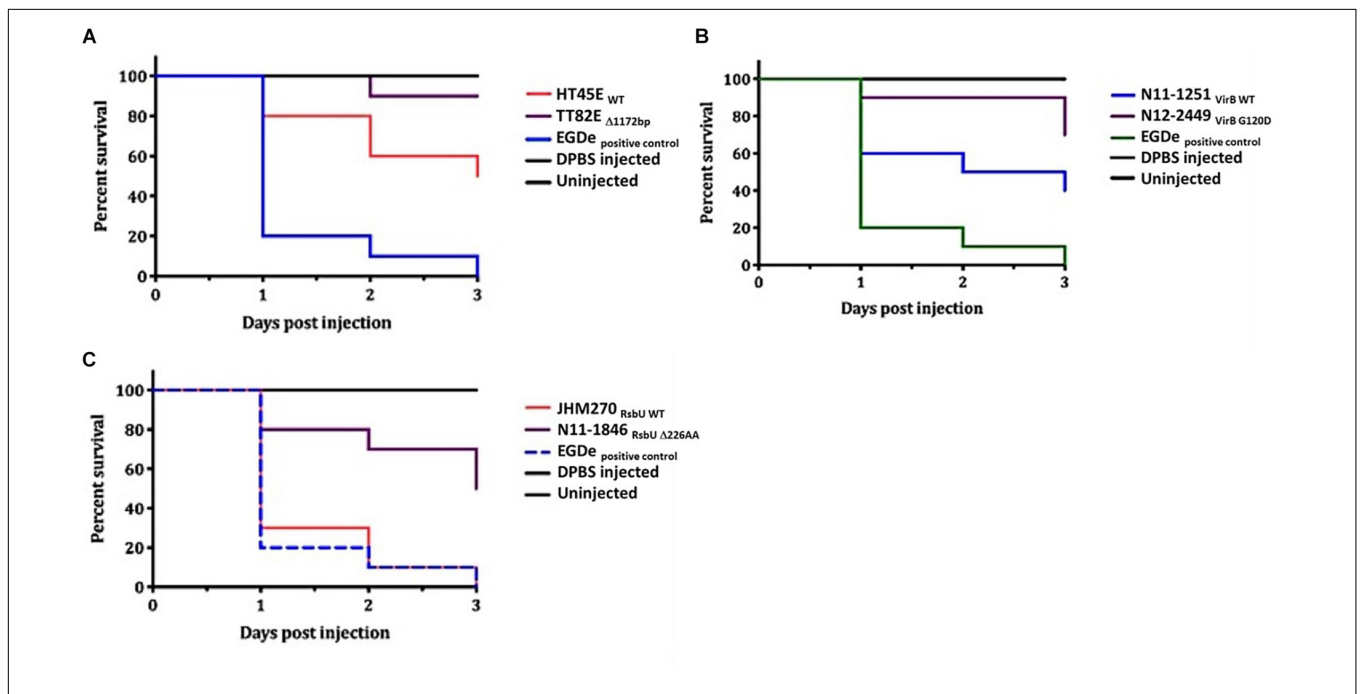 A
Percent survival
100
80
60
40
20
0
0 1 2 3
Days post injection
HT45E WT
TT82E Δ1172bp
EGDe positive control
DPBS injected
Uninjected
B
Percent survival
100
80
60
40
20
0
0 1 2 3
Days post injection
N11-1251 VirB WT
N12-2449 VirB G120D
EGDe positive control
DPBS injected
Uninjected
C
Percent survival
100
80
60
40
20
0
0 1 2 3
Days post injection
JHM270 RsbU WT
N11-1846 RsbU Δ226AA
EGDe positive control
DPBS injected
Uninjected